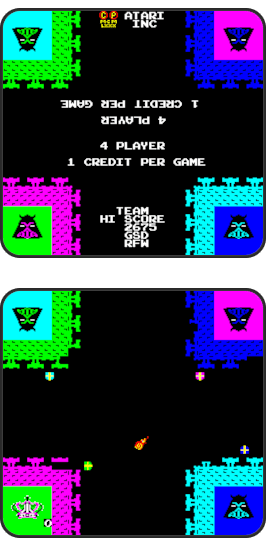 ATARI
INC
1 CREDIT PER GAME
4 PLAYER
4 PLAYER
1 CREDIT PER GAME
TEAM
HI SCORE
2675
GSD
RFW